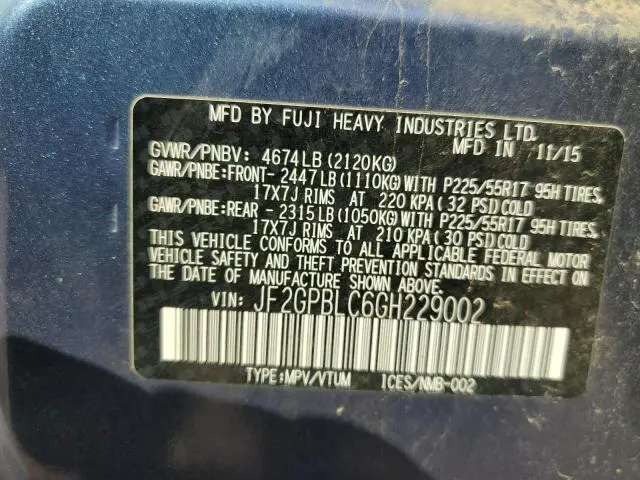 MFD BY FUJI HEAVY INDUSTRIES LTD.
MFD IN 11/15
GVWR/PNBV: 4674LB(2120KG)
GAWR/PNBE:FRONT- 2447LB(1110KG)WITH P225/55R17 95H TIRES,
17X7J RIMS AT 220 KPA(32 PSI)COLD
GAWR/PNBE:REAR - 2315LB(1050KG)WITH P225/55R17 95H TIRES,
17X7J RIMS AT 210 KPA(30 PSI)COLD
THIS VEHICLE CONFORMS TO ALL APPLICABLE FEDERAL MOTOR
VEHICLE SAFETY AND THEFT PREVENTION STANDARDS IN EFFECT ON
THE DATE OF MANUFACTURE SHOWN ABOVE.
VIN: JF2GPBLC6GH229002
TYPE:MPV/VTUM ICES/NMB-002